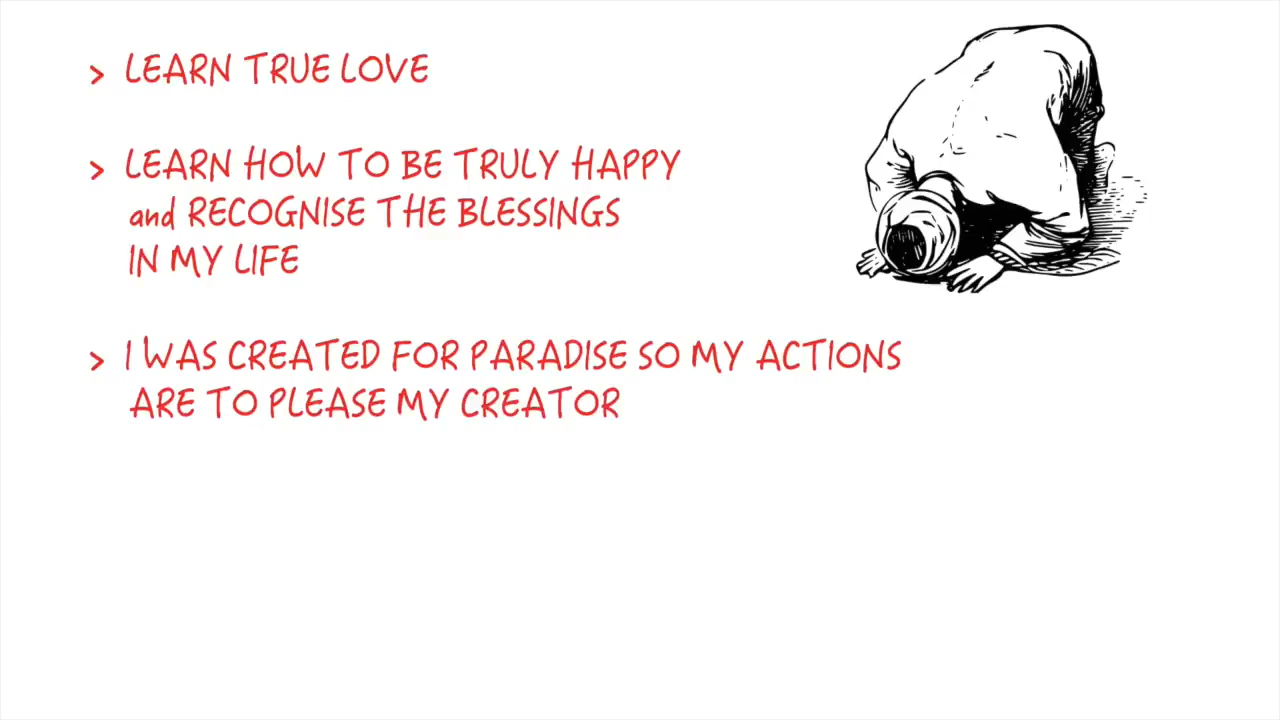 > LEARN TRUE LOVE
> LEARN HOW TO BE TRULY HAPPY
and RECOGNISE THE BLESSINGS
IN MY LIFE
> I WAS CREATED FOR PARADISE SO MY ACTIONS
ARE TO PLEASE MY CREATOR